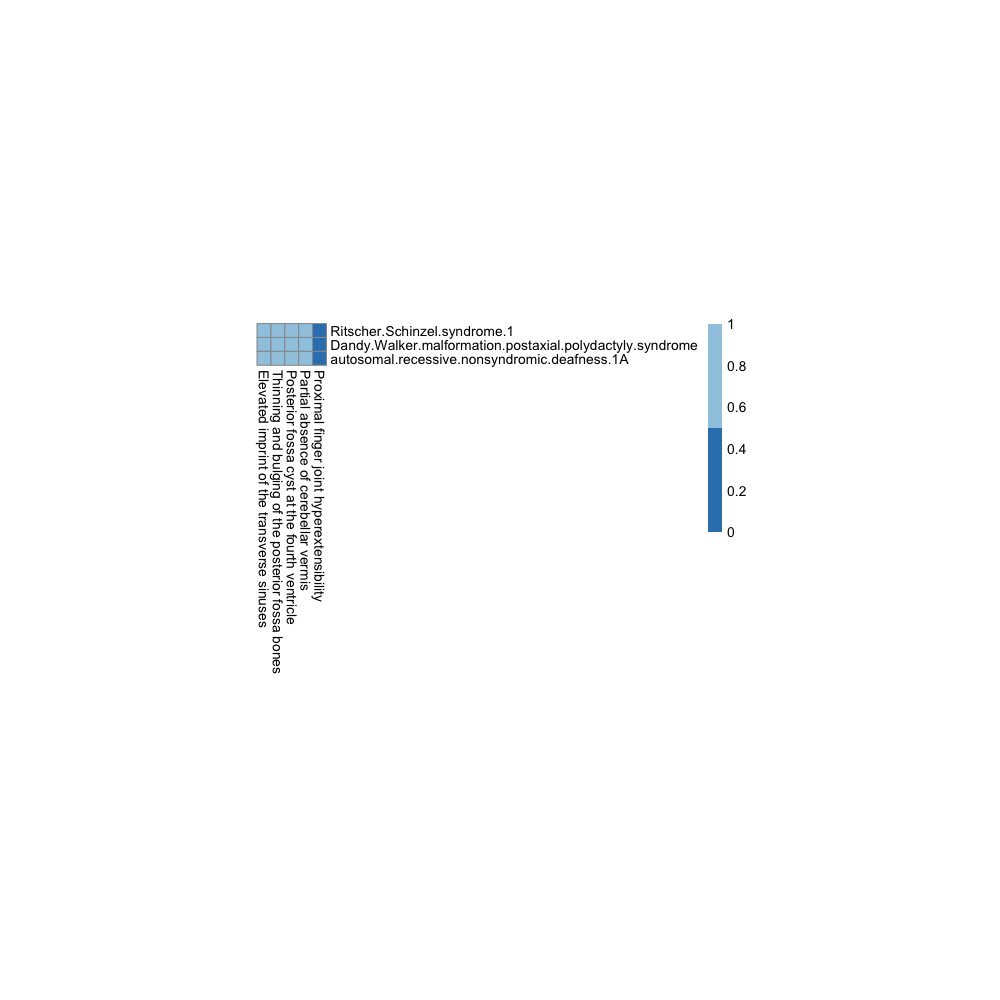 Ritscher.Schinzel.syndrome.1
Dandy.Walker.malformation.postaxial.polydactyly.syndrome
autosomal.recessive.nonsyndromic.deafness.1A
Elevated imprint of the transverse sinuses
Thinning and bulging of the posterior fossa bones
Posterior fossa cyst at the fourth ventricle
Partial absence of cerebellar vermis
Proximal finger joint hyperextensibility
1
0.8
0.6
0.4
0.2
0